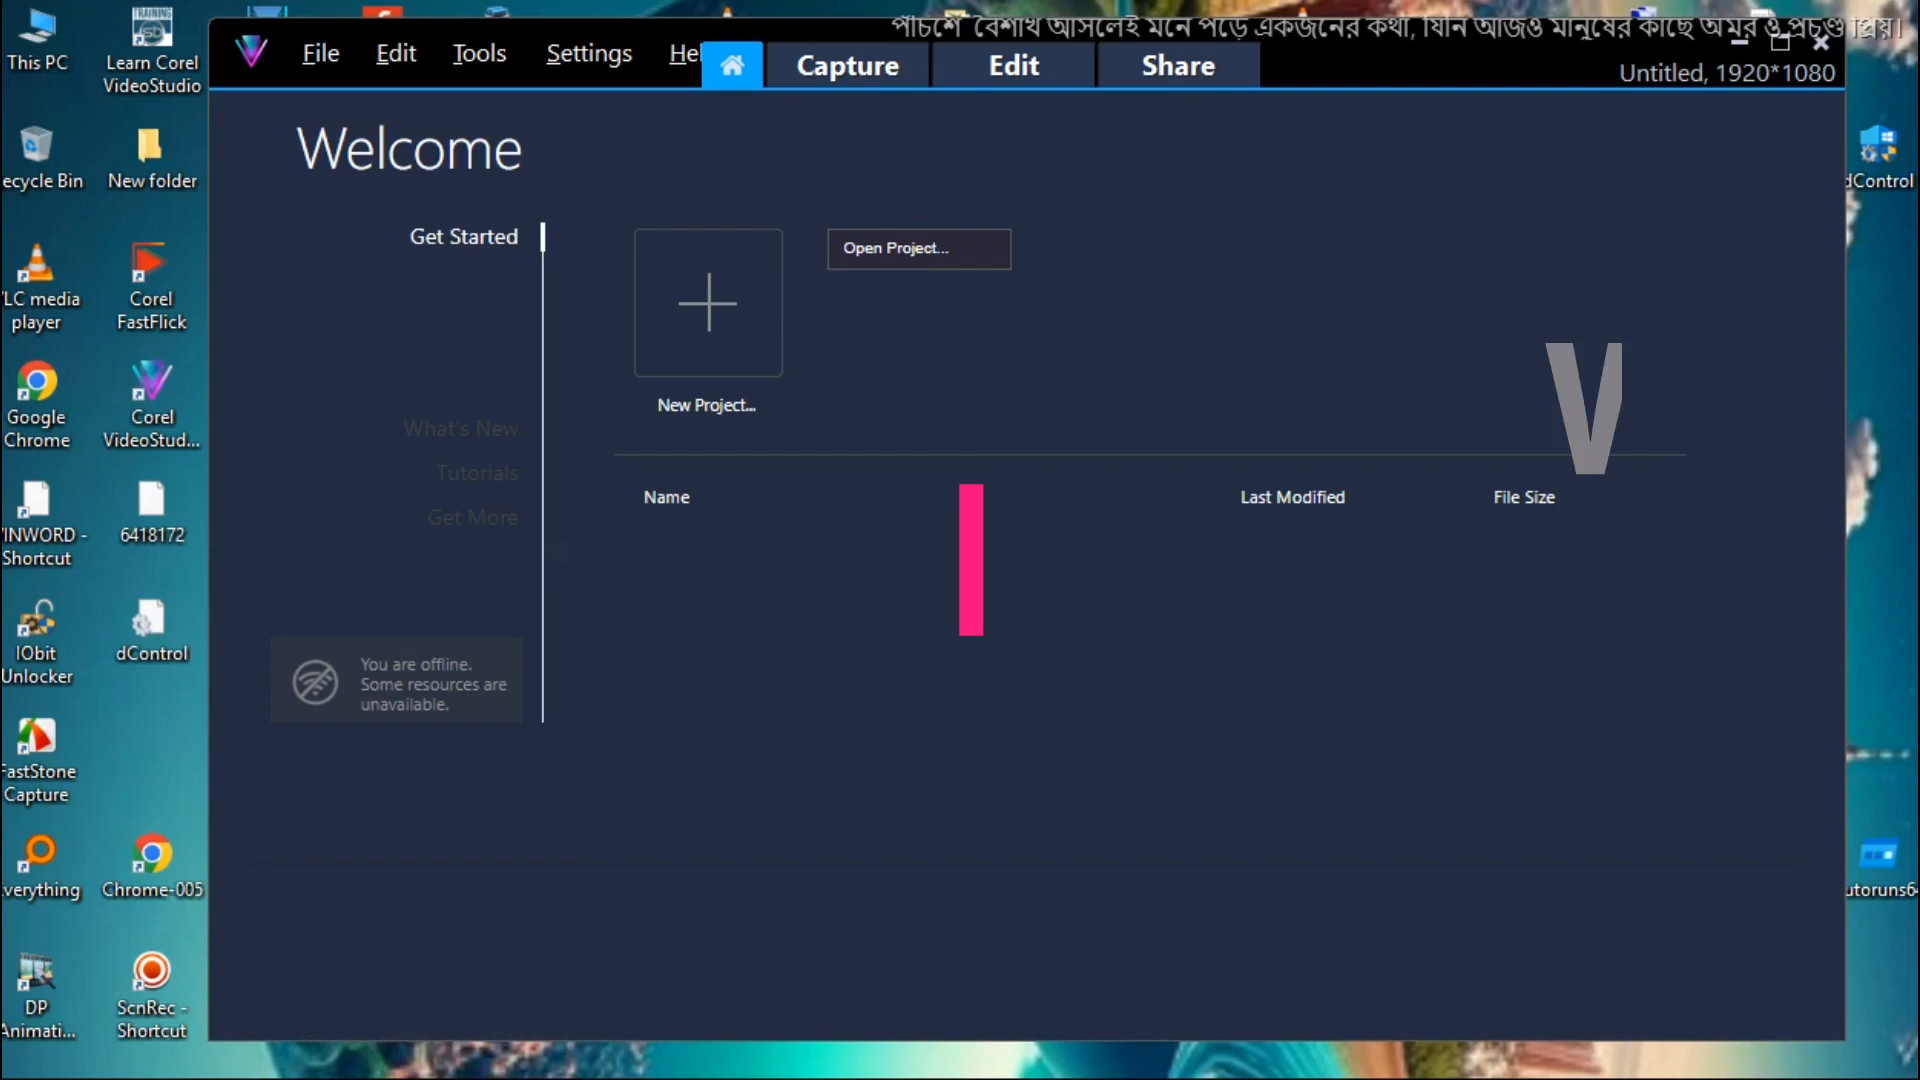 পঁচিশে বৈশাখ আসলেই মনে পড়ে একজনের কথা, যিনি আজও মানুষের কাছে অমর ও প্রচণ্ড প্রিয়।
File Edit Tools Settings Hel
Capture Edit Share
Untitled, 1920*1080
Welcome
Get Started
Open Project...
New Project...
What's New
Tutorials
Get More
Name Last Modified File Size
V
You are offline.
Some resources are
unavailable.
This PC
Learn Corel
VideoStudio
ecycle Bin
New folder
dControl
LC media
player
Corel
FastFlick
Google
Chrome
Corel
VideoStud...
INWORD -
Shortcut
6418172
IObit
Unlocker
dControl
FastStone
Capture
verything
Chrome-005
utoruns6
DP
Animati...
ScnRec -
Shortcut